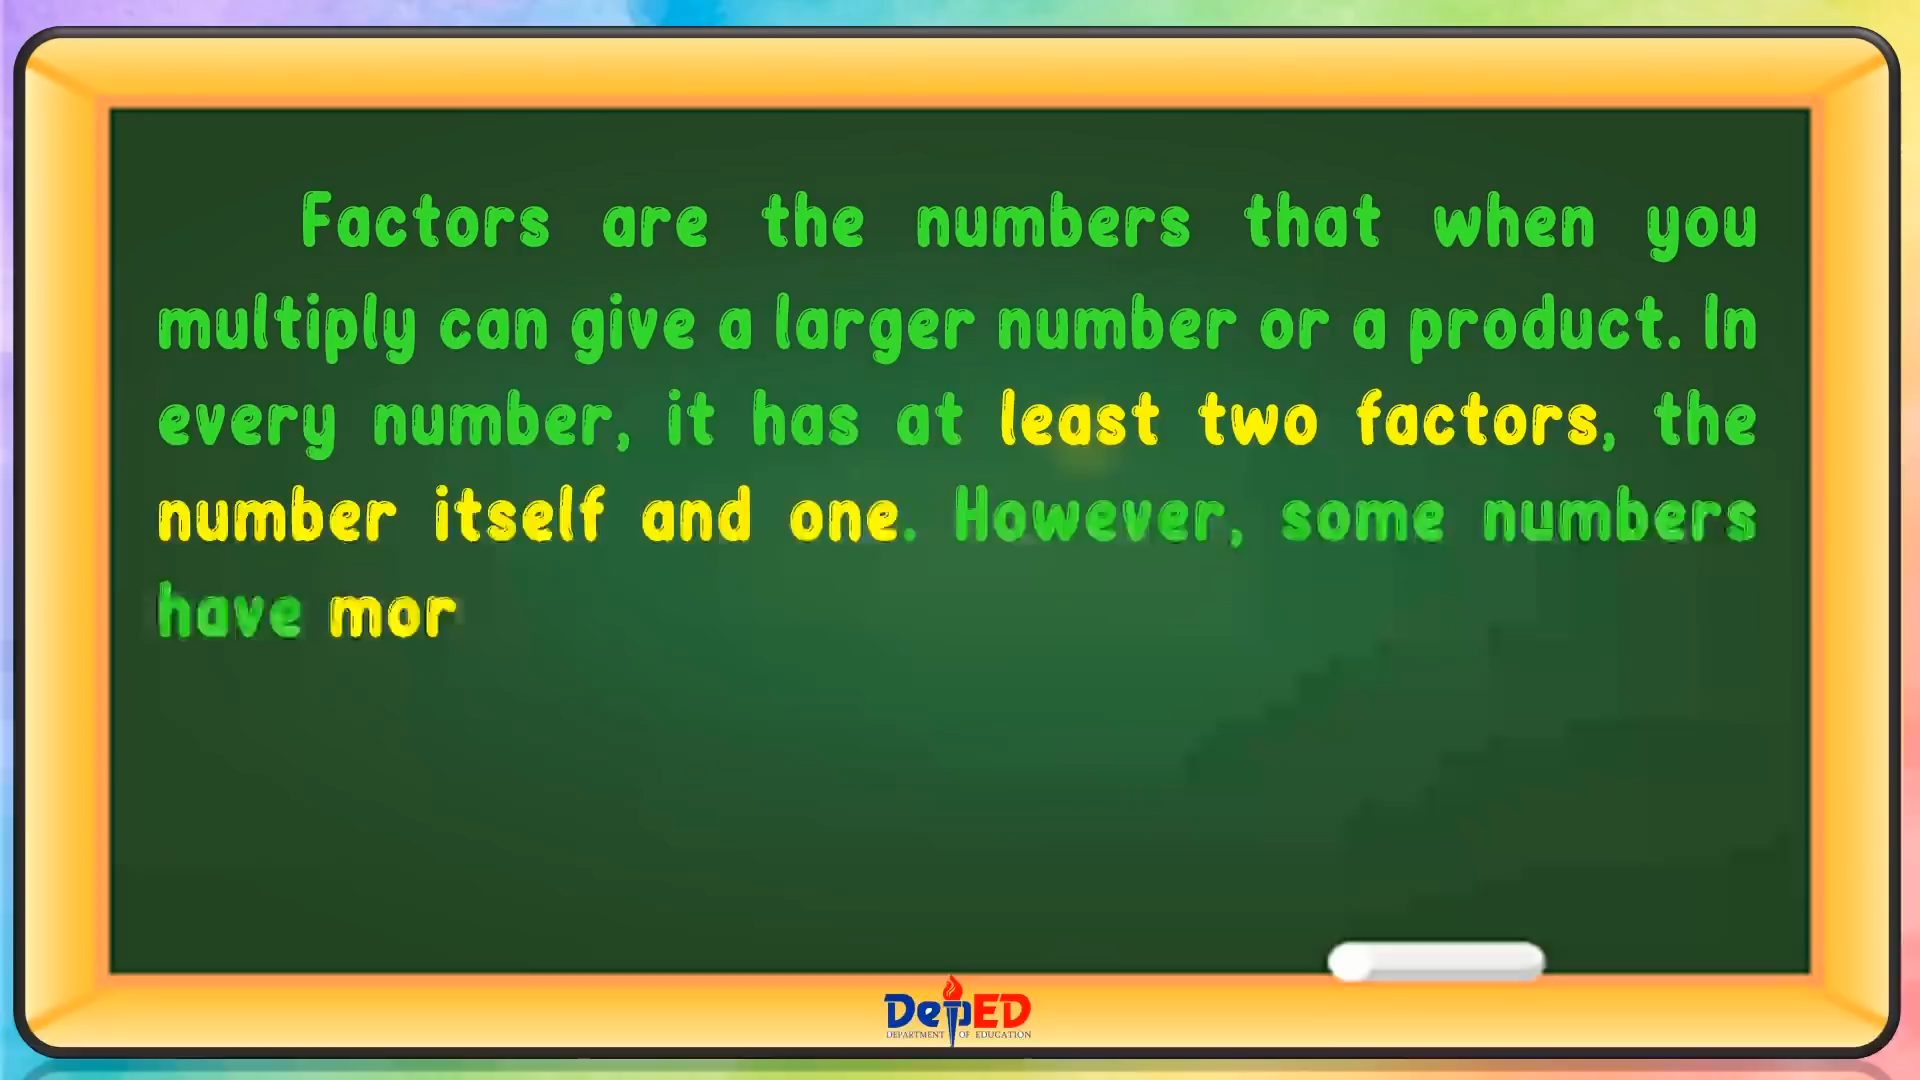 Factors are the numbers that when you
multiply can give a larger number or a product. In
every number, it has at least two factors, the
number itself and one. However, some numbers
have mor
DepED
DEPARTMENT OF EDUCATION